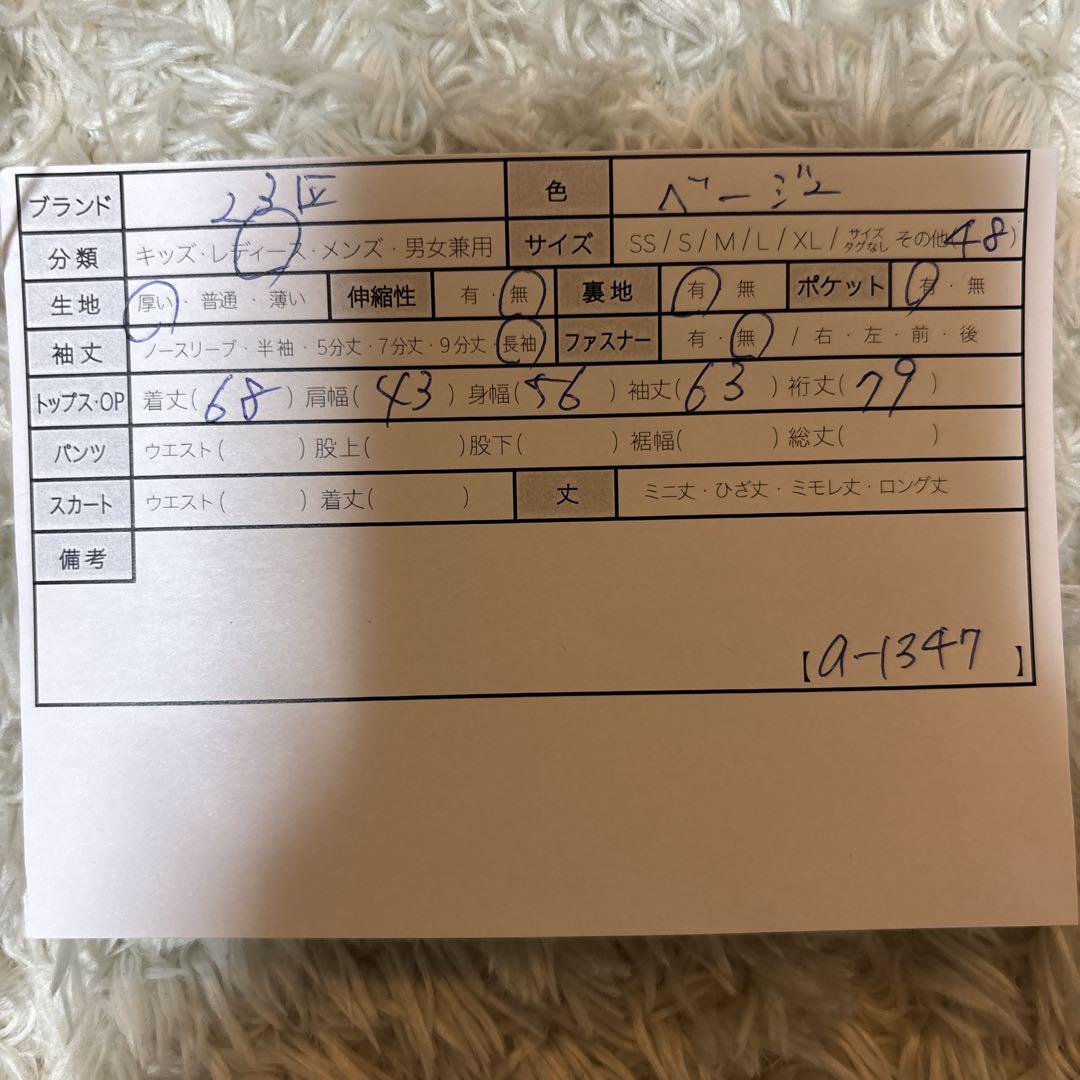 ブランド 23区 色 ベージュ
分類 キッズ・レディース・メンズ・男女兼用 サイズ SS/S/M/L/XL/サイズタグなし その他(48)
生地 厚い・普通・薄い 伸縮性 有・無 裏地 有・無 ポケット 有・無
袖丈 ノースリーブ・半袖・5分丈・7分丈・9分丈・長袖 ファスナー 有・無 / 右・左・前・後
トップス・OP 着丈(68) 肩幅(43) 身幅(56) 袖丈(63) 裄丈(79)
パンツ ウエスト( ) 股上( ) 股下( ) 裾幅( ) 総丈( )
スカート ウエスト( ) 着丈( ) 丈 ミニ丈・ひざ丈・ミモレ丈・ロング丈
備考
【a-1347】